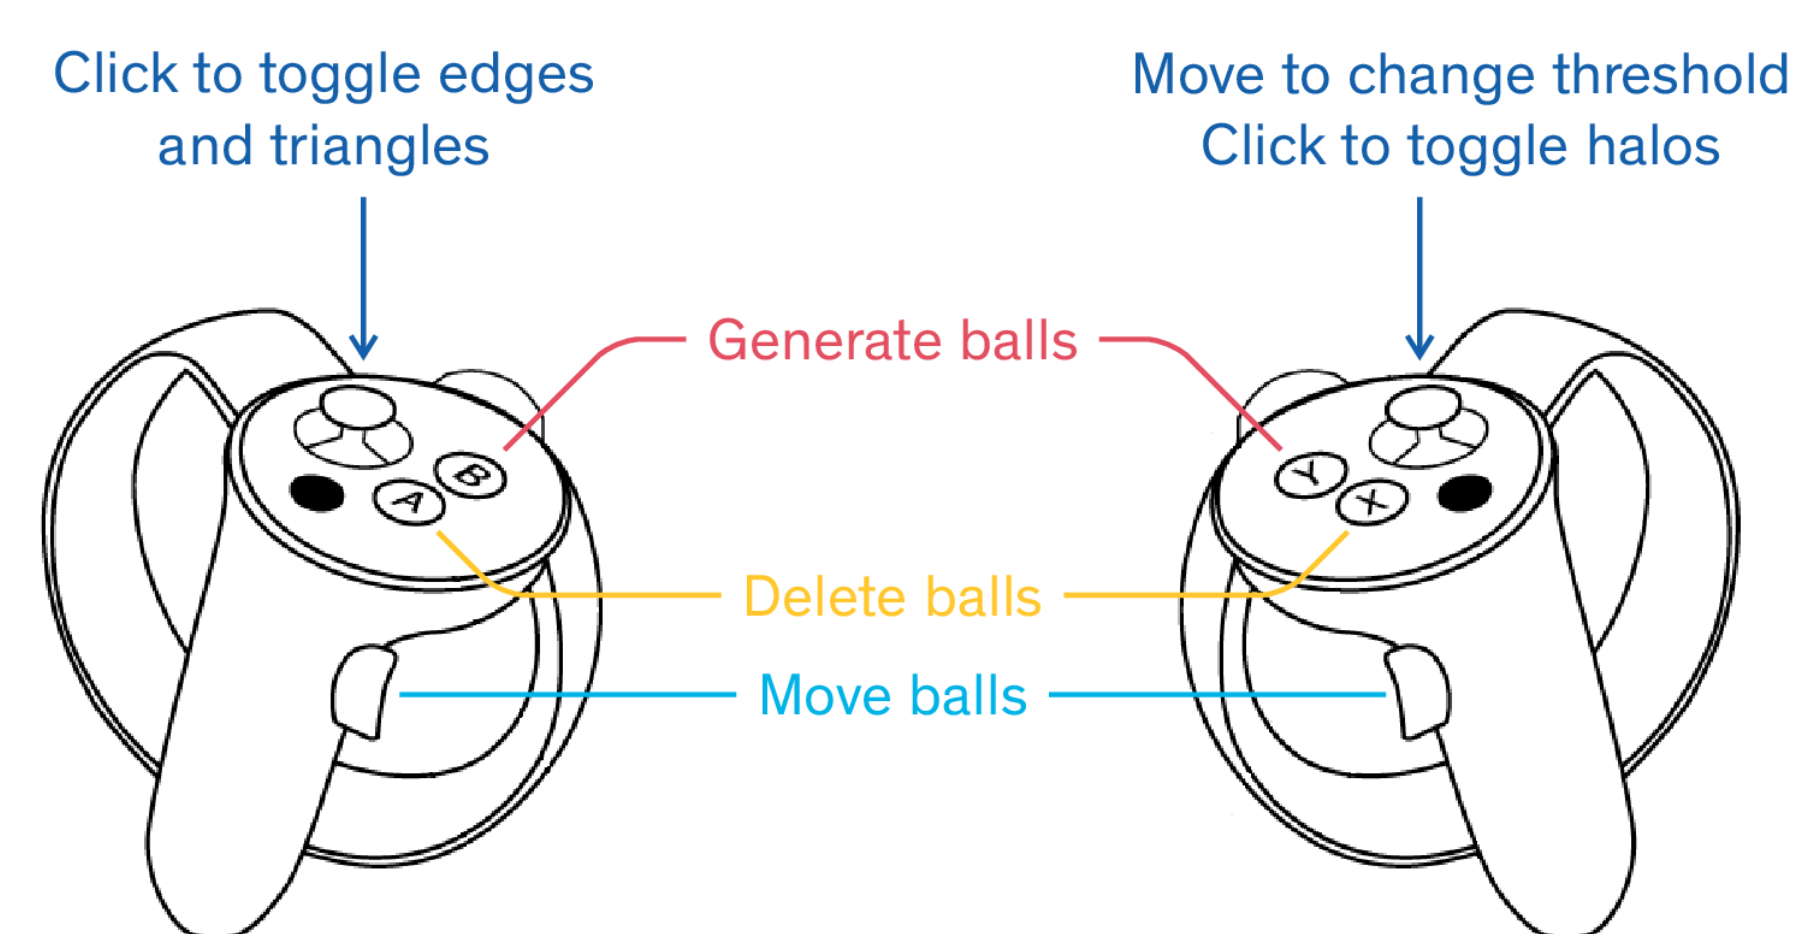 Click to toggle edges
and triangles
Move to change threshold
Click to toggle halos
Generate balls
B
A
Y
X
Delete balls
Move balls